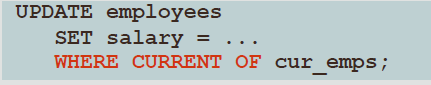 UPDATE employees
SET salary = ...
WHERE CURRENT OF cur_emps;